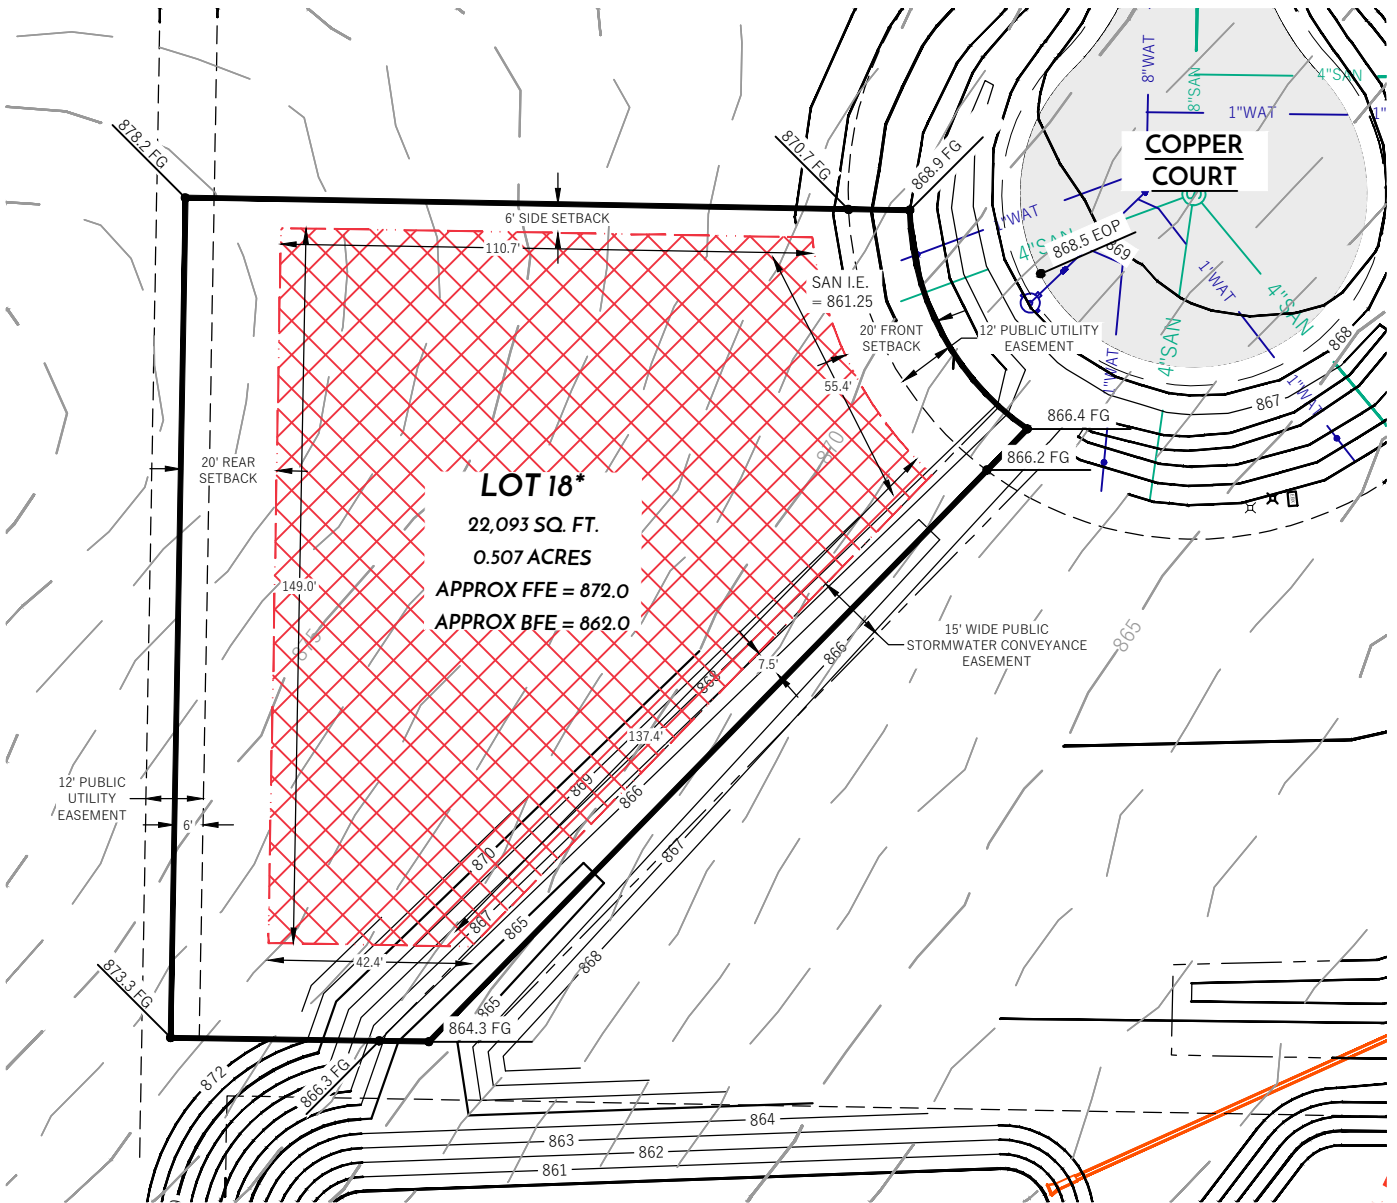 8"WAT
8"SAN
4"SAN
1"WAT
1"
COPPER
COURT
878.2 FG
870.7 FG
868.9 FG
6' SIDE SETBACK
110.7'
1"WAT
4"SAN
868.5 EOP
869
SAN I.E.
= 861.25
20' FRONT
SETBACK
12' PUBLIC UTILITY
EASEMENT
1"WAT
4"SAN
4"SAN
1"WAT
1"WAT
868
867
55.4'
866.4 FG
866.2 FG
870
20' REAR
SETBACK
LOT 18*
22,093 SQ. FT.
0.507 ACRES
APPROX FFE = 872.0
APPROX BFE = 862.0
149.0'
875
15' WIDE PUBLIC
STORMWATER CONVEYANCE
EASEMENT
865
866
7.5'
868
137.4'
869
866
12' PUBLIC
UTILITY
EASEMENT
6'
870
867
867
865
868
42.4'
873.3 FG
865
864.3 FG
872
866.3 FG
864
863
862
861